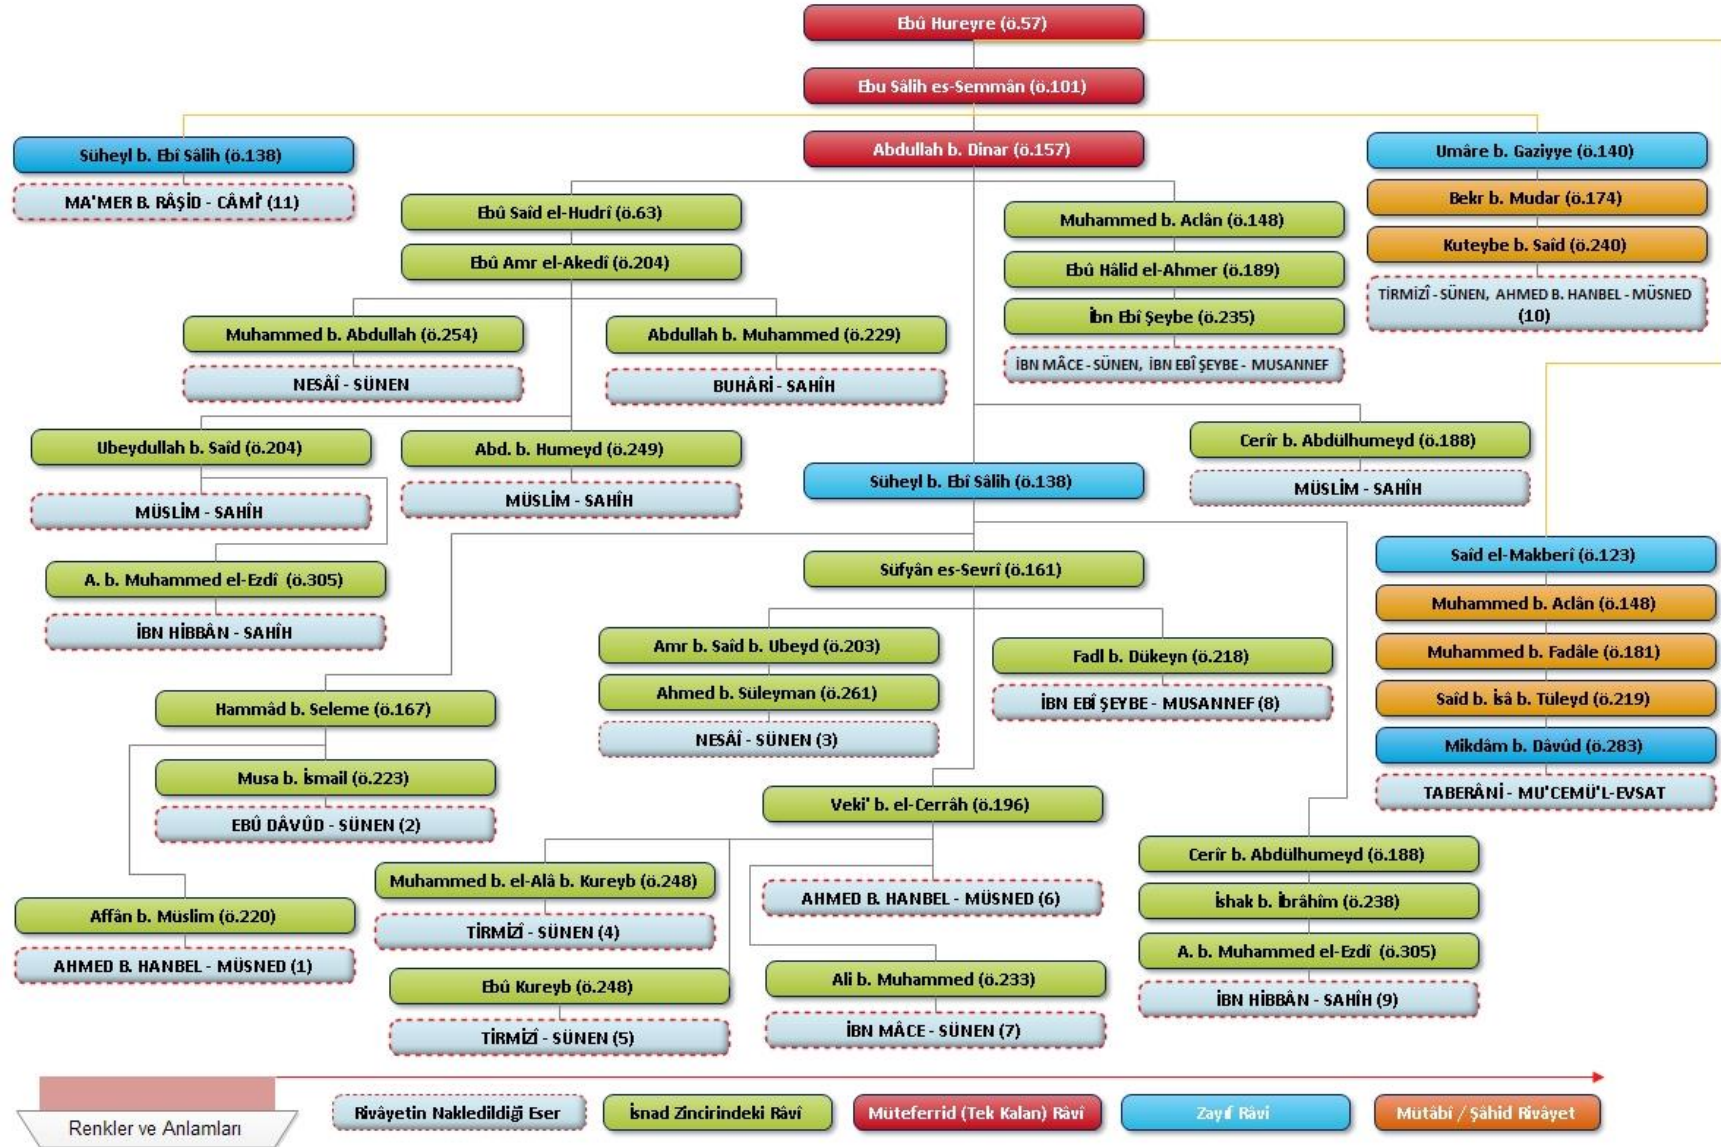 Ebû Hureyre (ö.57)
Ebu Sâlih es-Semmân (ö.101)
Süheyl b. Ebî Sâlih (ö.138)
MA'MER B. RÂŞİD - CÂMİ' (11)
Abdullah b. Dinar (ö.157)
Umâre b. Gaziyye (ö.140)
Bekr b. Mudar (ö.174)
Kuteybe b. Saîd (ö.240)
TİRMİZÎ - SÜNEN, AHMED B. HANBEL - MÜSNED
(10)
Ebû Saîd el-Hudrî (ö.63)
Ebû Amr el-Akedî (ö.204)
Muhammed b. Aclân (ö.148)
Ebû Hâlid el-Ahmer (ö.189)
İbn Ebî Şeybe (ö.235)
İBN MÂCE - SÜNEN, İBN EBÎ ŞEYBE - MUSANNEF
Muhammed b. Abdullah (ö.254)
NESÂÎ - SÜNEN
Abdullah b. Muhammed (ö.229)
BUHÂRİ - SAHÎH
Ubeydullah b. Saîd (ö.204)
MÜSLİM - SAHÎH
Abd. b. Humeyd (ö.249)
MÜSLİM - SAHÎH
Cerîr b. Abdülhumeyd (ö.188)
MÜSLİM - SAHÎH
Süheyl b. Ebî Sâlih (ö.138)
A. b. Muhammed el-Ezdî (ö.305)
İBN HİBBÂN - SAHÎH
Süfyân es-Sevrî (ö.161)
Saîd el-Makberî (ö.123)
Muhammed b. Aclân (ö.148)
Muhammed b. Fadâle (ö.181)
Saîd b. İsâ b. Tüleyd (ö.219)
Mikdâm b. Dâvûd (ö.283)
TABERÂNİ - MU'CEMÜ'L-EVSAT
Amr b. Saîd b. Ubeyd (ö.203)
Ahmed b. Süleyman (ö.261)
NESÂÎ - SÜNEN (3)
Fadl b. Dükeyn (ö.218)
İBN EBÎ ŞEYBE - MUSANNEF (8)
Hammâd b. Seleme (ö.167)
Musa b. İsmail (ö.223)
EBÛ DÂVÛD - SÜNEN (2)
Veki' b. el-Cerrâh (ö.196)
Muhammed b. el-Alâ b. Kureyb (ö.248)
TİRMİZÎ - SÜNEN (4)
AHMED B. HANBEL - MÜSNED (6)
Cerîr b. Abdülhumeyd (ö.188)
İshak b. İbrâhîm (ö.238)
A. b. Muhammed el-Ezdî (ö.305)
İBN HİBBÂN - SAHÎH (9)
Affân b. Müslim (ö.220)
AHMED B. HANBEL - MÜSNED (1)
Ebû Kureyb (ö.248)
TİRMİZÎ - SÜNEN (5)
Ali b. Muhammed (ö.233)
İBN MÂCE - SÜNEN (7)
Renkler ve Anlamları
Rivâyetin Nakledildiği Eser
İsnad Zincirindeki Râvî
Müteferrid (Tek Kalan) Râvî
Zayıf Râvi
Mütâbî / Şâhid Rivâyet